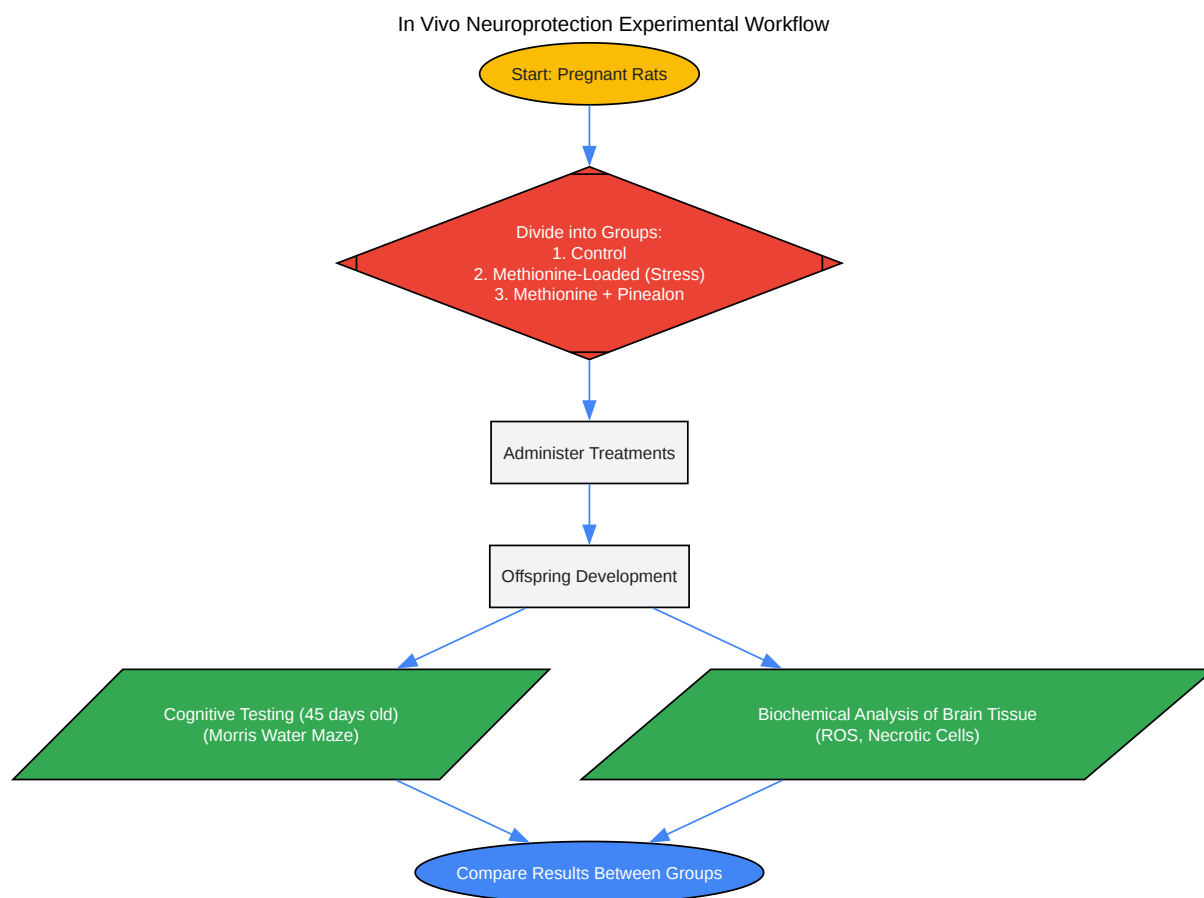 In Vivo Neuroprotection Experimental Workflow
Start: Pregnant Rats
Divide into Groups:
1. Control
2. Methionine-Loaded (Stress)
3. Methionine + Pinealon
Administer Treatments
Offspring Development
Cognitive Testing (45 days old)
(Morris Water Maze)
Biochemical Analysis of Brain Tissue
(ROS, Necrotic Cells)
Compare Results Between Groups